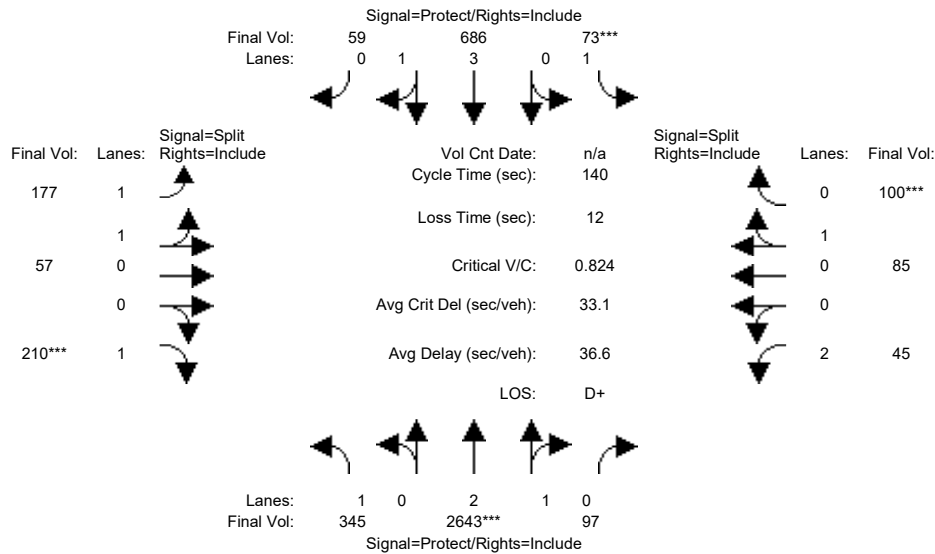 Signal=Protect/Rights=Include
Final Vol: 59 686 73***
Lanes: 0 1 3 0 1
Signal=Split
Final Vol: Lanes: Rights=Include
Vol Cnt Date: n/a
Signal=Split
Rights=Include Lanes: Final Vol:
Cycle Time (sec): 140
177 1
0 100***
Loss Time (sec): 12
1
1
57 0
Critical V/C: 0.824
0 85
0
Avg Crit Del (sec/veh): 33.1
0
210*** 1
Avg Delay (sec/veh): 36.6
2 45
LOS: D+
Lanes: 1 0 2 1 0
Final Vol: 345 2643*** 97
Signal=Protect/Rights=Include